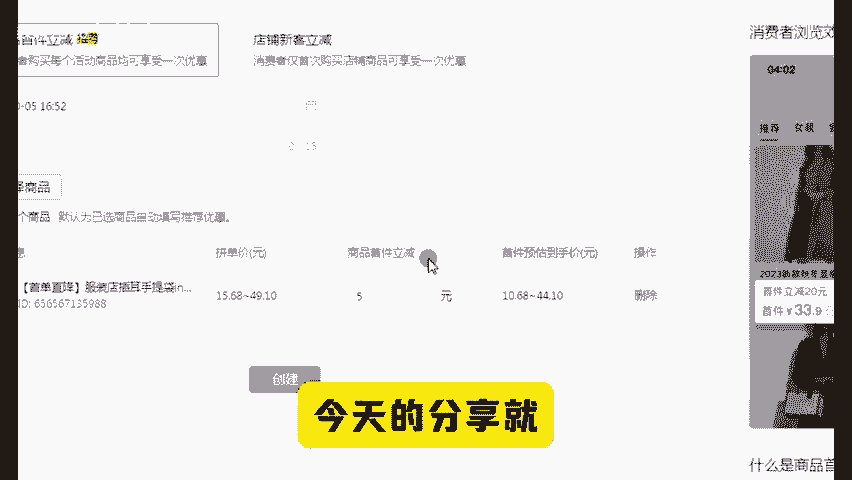 首件立减 推荐
店铺新客立减
消费者浏览效
者购买每个活动商品均可享受一次优惠
消费者仅首次购买店铺商品可享受一次优惠
04:02
0-05 16:52
推荐 女靓
择商品
个商品 默认为已选商品自动填写推荐优惠。
息
拼单价(元)
商品首件立减
首件预估到手价(元)
操作
2023新款秋冬
【首单直降】服装店插耳手提袋in...
15.68~49.10
5
元
10.68~44.10
删除
ID: 656567135988
首件立减20元
首件¥33.9
创建
今天的分享就
什么是商品首